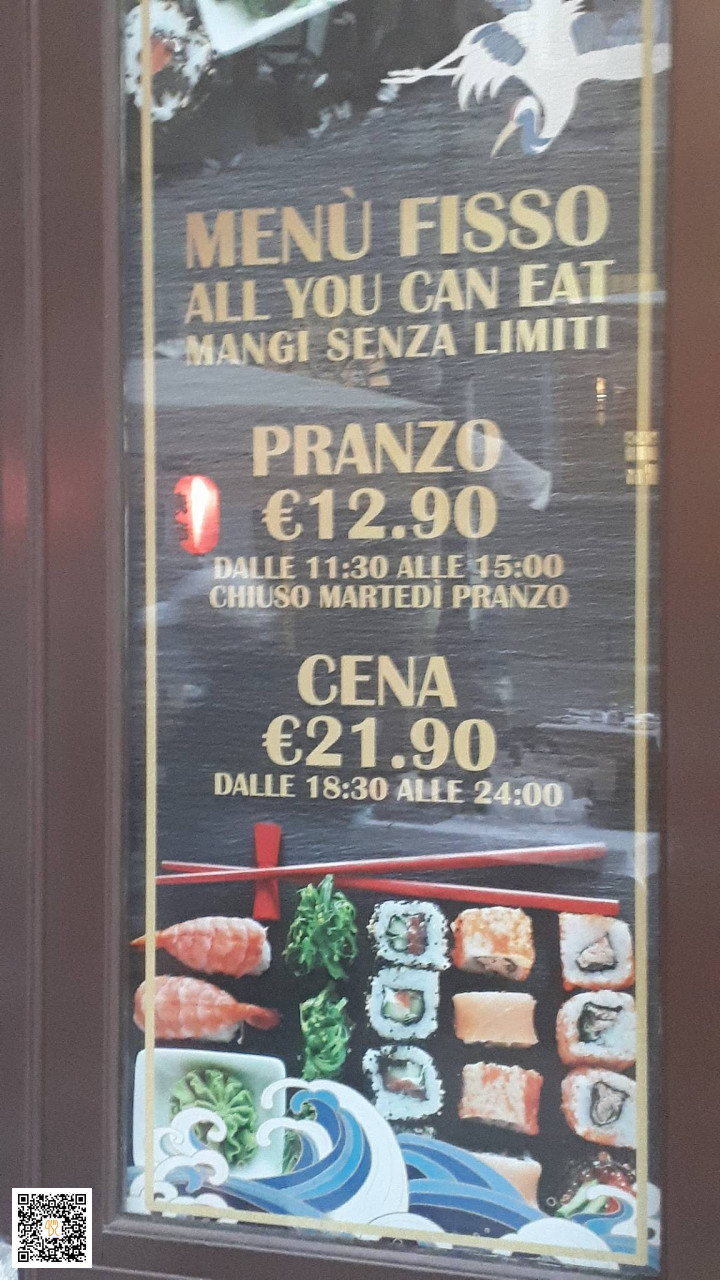 MENÙ FISSO
ALL YOU CAN EAT
MANGI SENZA LIMITI
PRANZO
€12.90
DALLE 11:30 ALLE 15:00
CHIUSO MARTEDÌ PRANZO
CENA
€21.90
DALLE 18:30 ALLE 24:00